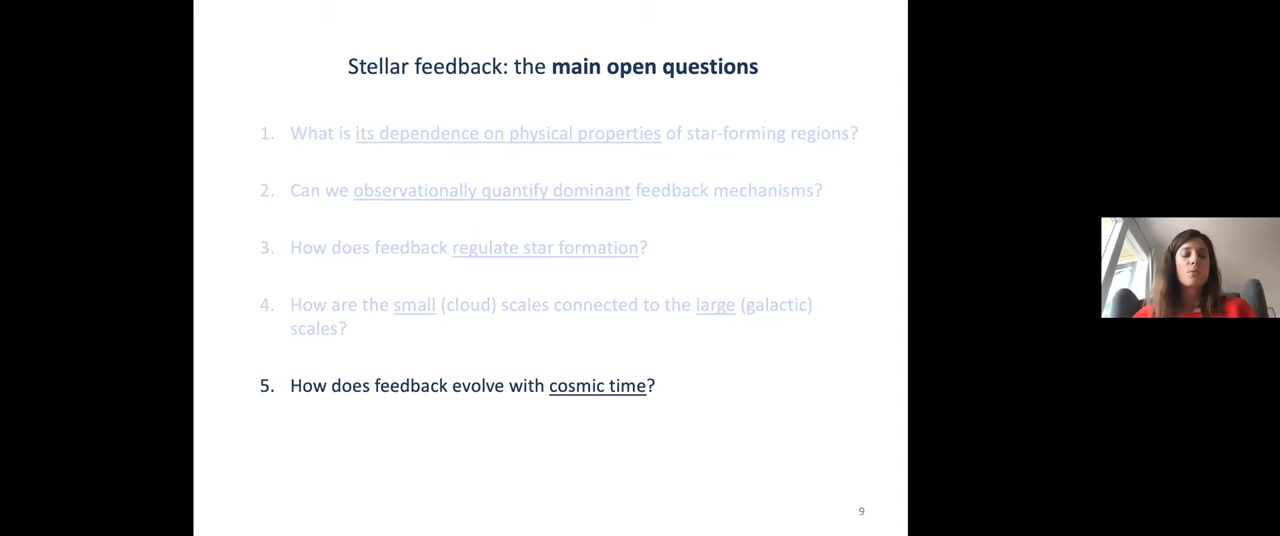 Stellar feedback: the main open questions
1. What is its dependence on physical properties of star-forming regions?
2. Can we observationally quantify dominant feedback mechanisms?
3. How does feedback regulate star formation?
4. How are the small (cloud) scales connected to the large (galactic)
scales?
5. How does feedback evolve with cosmic time?
9